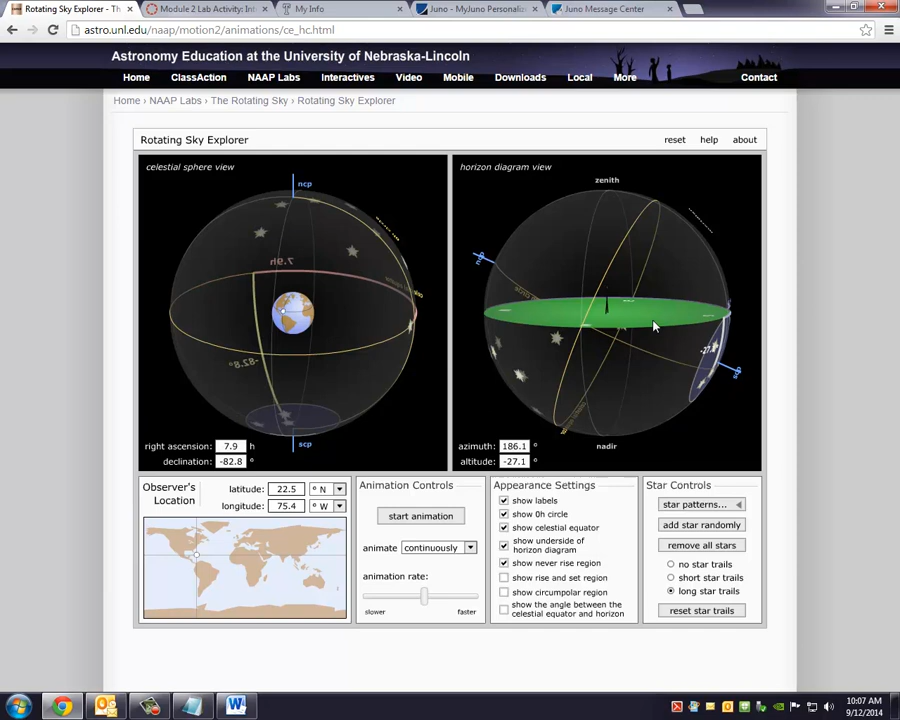 Rotating Sky Explorer - Th
Module 2 Lab Activity: Int
My Info
Juno - MyJuno Personaliz
Juno Message Center
astro.unl.edu/naap/motion2/animations/ce_hc.html
Astronomy Education at the University of Nebraska-Lincoln
Home ClassAction NAAP Labs Interactives Video Mobile Downloads Local More Contact
Home › NAAP Labs › The Rotating Sky › Rotating Sky Explorer
Rotating Sky Explorer reset help about
celestial sphere view
ncp
7.9h
-82.8°
scp
right ascension: 7.9 h
declination: -82.8 °
horizon diagram view
zenith
ncp
-27.
scp
nadir
azimuth: 186.1 °
altitude: -27.1 °
Observer's
Location
latitude: 22.5 ° N
longitude: 75.4 ° W
Animation Controls
start animation
animate continuously
animation rate:
slower faster
Appearance Settings
show labels
show 0h circle
show celestial equator
show underside of
horizon diagram
show never rise region
show rise and set region
show circumpolar region
show the angle between the
celestial equator and horizon
Star Controls
star patterns...
add star randomly
remove all stars
no star trails
short star trails
long star trails
reset star trails
10:07 AM
9/12/2014